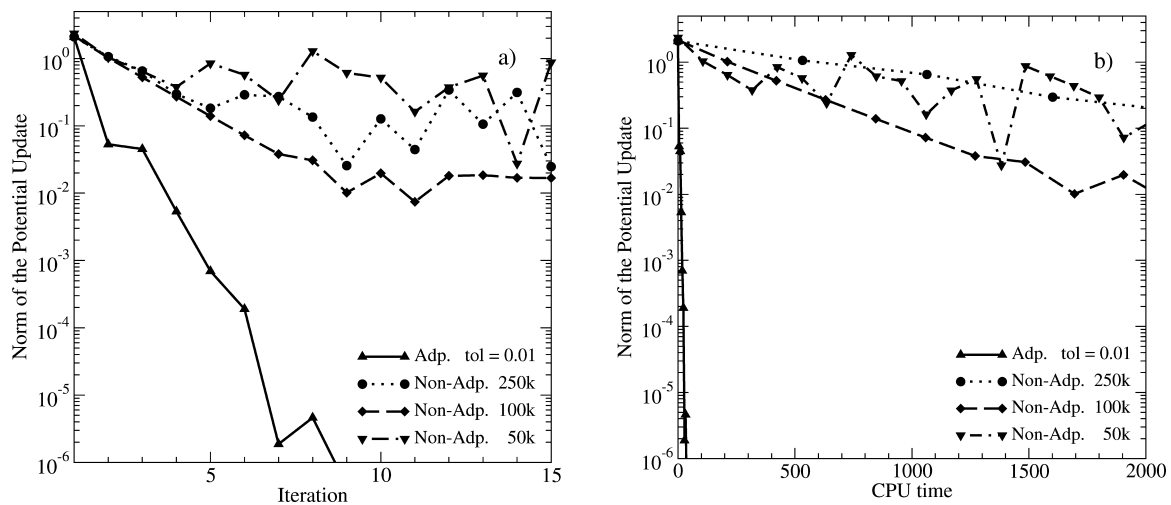 a)
Norm of the Potential Update
10^0
10^-1
10^-2
10^-3
10^-4
10^-5
10^-6
Adp. tol = 0.01
Non-Adp. 250k
Non-Adp. 100k
Non-Adp. 50k
5
10
15
Iteration
b)
Norm of the Potential Update
10^0
10^-1
10^-2
10^-3
10^-4
10^-5
10^-6
Adp. tol = 0.01
Non-Adp. 250k
Non-Adp. 100k
Non-Adp. 50k
0
500
1000
1500
2000
CPU time